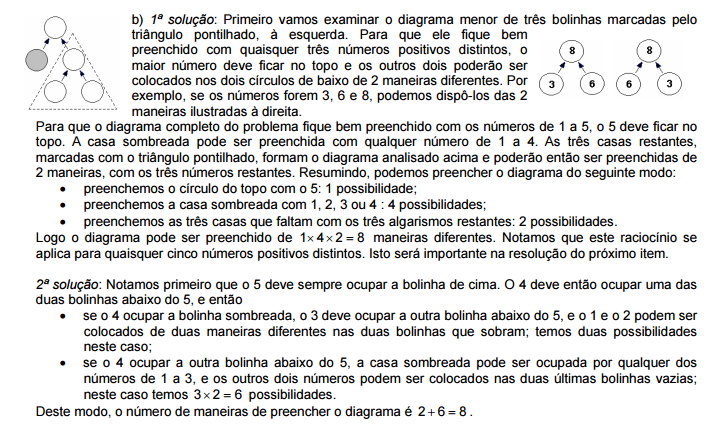 b) 1ª solução: Primeiro vamos examinar o diagrama menor de três bolinhas marcadas pelo
triângulo pontilhado, à esquerda. Para que ele fique bem
preenchido com quaisquer três números positivos distintos, o
maior número deve ficar no topo e os outros dois poderão ser
colocados nos dois círculos de baixo de 2 maneiras diferentes. Por
exemplo, se os números forem 3, 6 e 8, podemos dispô-los das 2
maneiras ilustradas à direita.
8 8
3 6 6 3
Para que o diagrama completo do problema fique bem preenchido com os números de 1 a 5, o 5 deve ficar no
topo. A casa sombreada pode ser preenchida com qualquer número de 1 a 4. As três casas restantes,
marcadas com o triângulo pontilhado, formam o diagrama analisado acima e poderão então ser preenchidas de
2 maneiras, com os três números restantes. Resumindo, podemos preencher o diagrama do seguinte modo:
• preenchemos o círculo do topo com o 5: 1 possibilidade;
• preenchemos a casa sombreada com 1, 2, 3 ou 4 : 4 possibilidades;
• preenchemos as três casas que faltam com os três algarismos restantes: 2 possibilidades.
Logo o diagrama pode ser preenchido de 1×4×2=8 maneiras diferentes. Notamos que este raciocínio se
aplica para quaisquer cinco números positivos distintos. Isto será importante na resolução do próximo item.
2ª solução: Notamos primeiro que o 5 deve sempre ocupar a bolinha de cima. O 4 deve então ocupar uma das
duas bolinhas abaixo do 5, e então
• se o 4 ocupar a bolinha sombreada, o 3 deve ocupar a outra bolinha abaixo do 5, e o 1 e o 2 podem ser
colocados de duas maneiras diferentes nas duas bolinhas que sobram; temos duas possibilidades
neste caso;
• se o 4 ocupar a outra bolinha abaixo do 5, a casa sombreada pode ser ocupada por qualquer dos
números de 1 a 3, e os outros dois números podem ser colocados nas duas últimas bolinhas vazias;
neste caso temos 3×2=6 possibilidades.
Deste modo, o número de maneiras de preencher o diagrama é 2+6=8 .